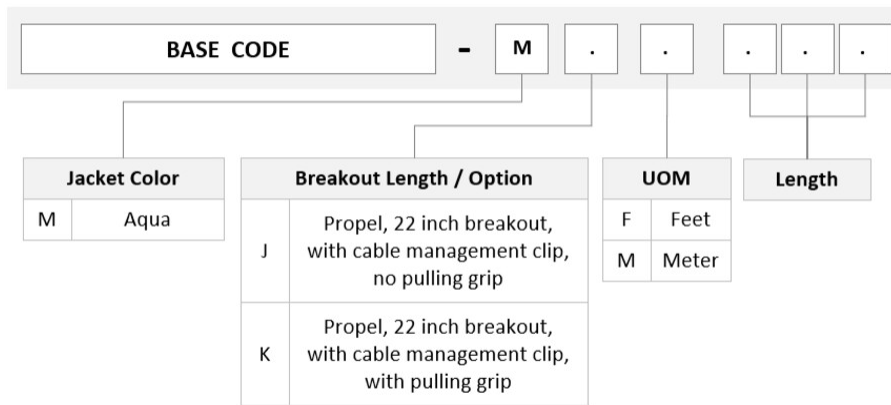 BASE CODE - M . . . . .
Jacket Color
M Aqua
Breakout Length / Option
J Propel, 22 inch breakout,
with cable management clip,
no pulling grip
K Propel, 22 inch breakout,
with cable management clip,
with pulling grip
UOM
F Feet
M Meter
Length